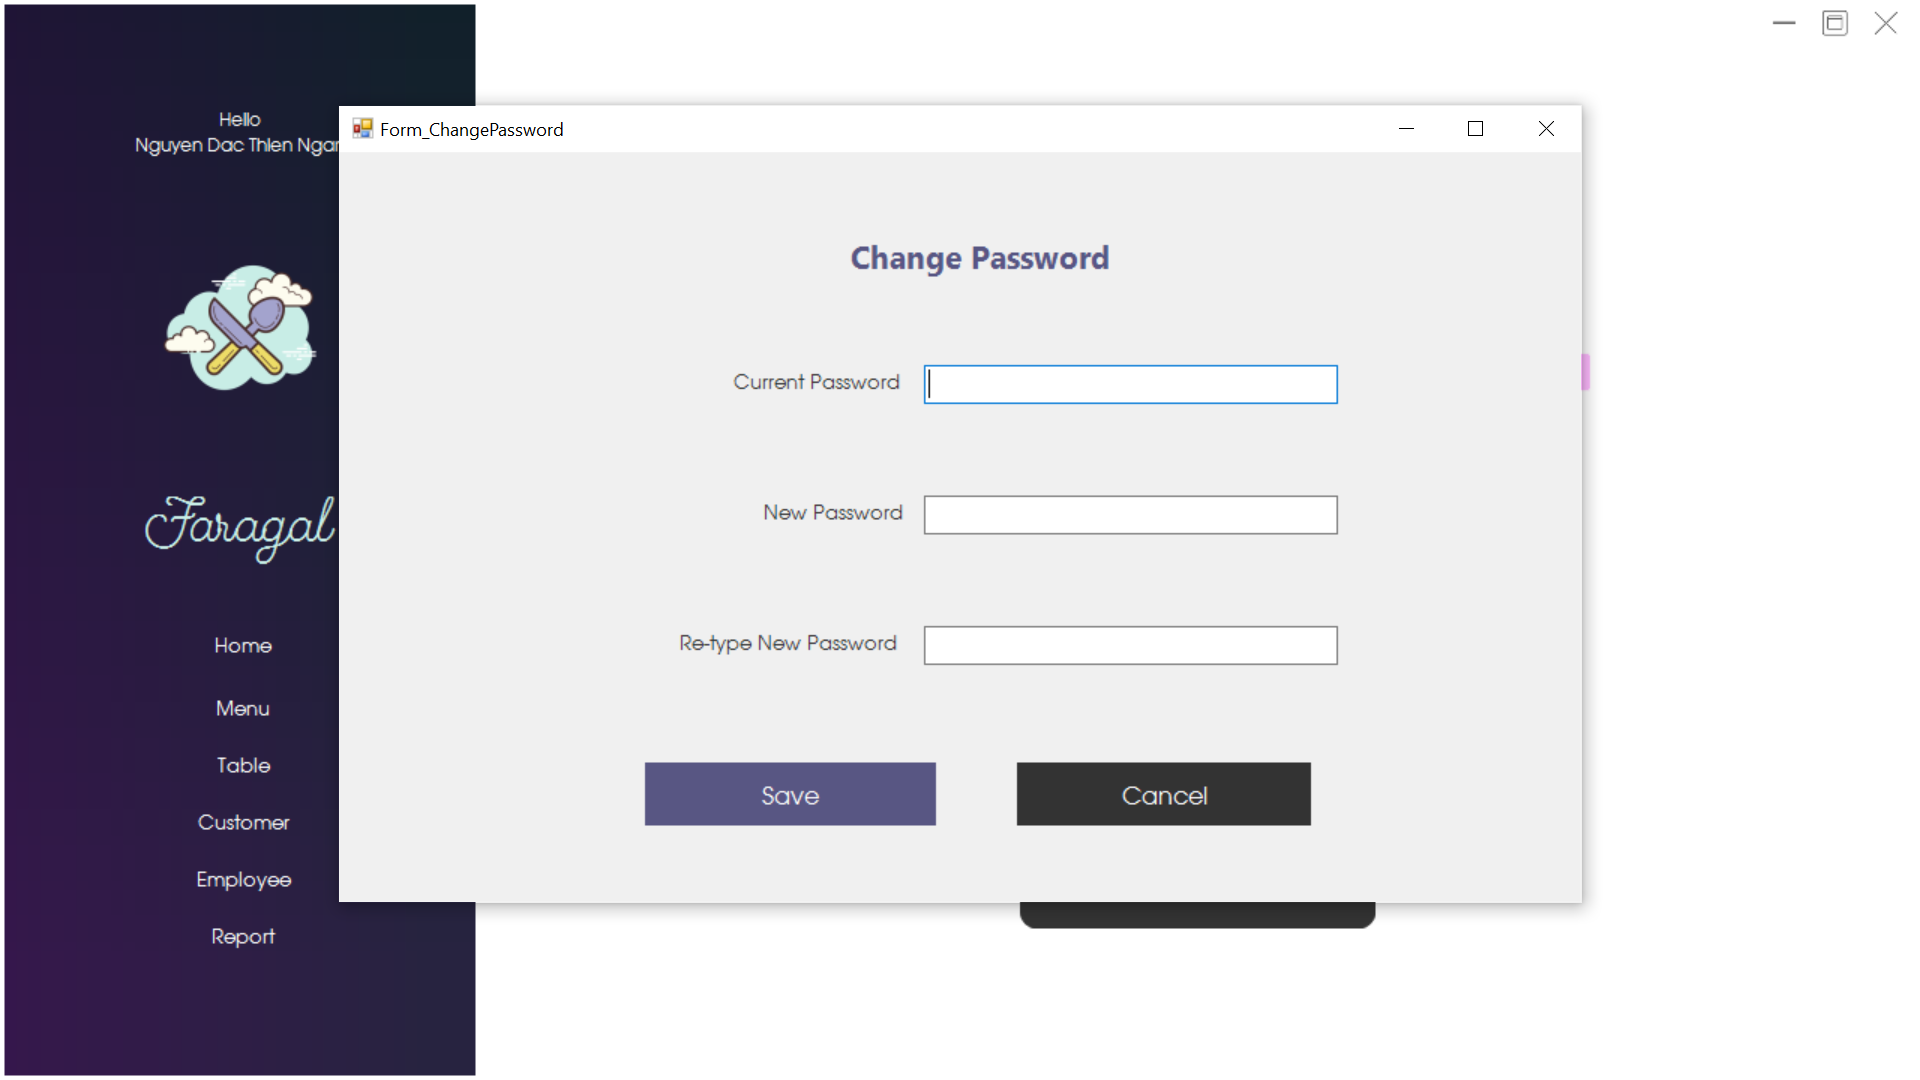 Hello
Nguyen Dac Thien Ngan
Form_ChangePassword
Change Password
Current Password
New Password
Re-type New Password
Save
Cancel
Faragal
Home
Menu
Table
Customer
Employee
Report